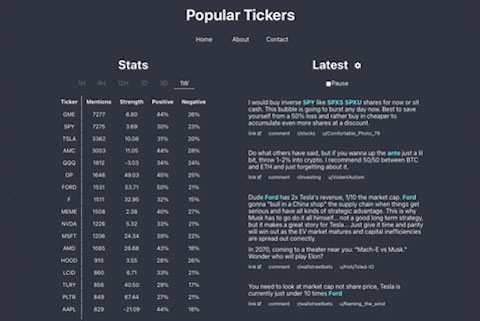 Popular Tickers
Home About Contact
Stats
1H 4H 12H 1D 3D 1W
Ticker Mentions Strength Positive Negative
GME 7277 6.80 44% 26%
SPY 7275 3.69 30% 23%
TSLA 3362 10.06 31% 20%
AMC 3003 11.05 44% 28%
QQQ 1812 -3.03 34% 24%
OP 1646 49.03 45% 25%
FORD 1531 53.71 50% 21%
F 1511 32.95 32% 15%
MEME 1508 2.38 40% 27%
NVDA 1226 5.32 33% 21%
MSFT 1206 24.34 39% 22%
AMD 1085 26.68 43% 18%
HOOD 910 3.55 28% 26%
LCID 860 6.71 33% 21%
TLRY 856 40.50 29% 17%
PLTR 849 67.44 27% 21%
AAPL 829 -21.09 44% 18%
Latest
Pause
I would buy inverse SPY like SPXS SPXU shares for now or sit
cash. This bubble is going to burst any day now. Best to save
yourself from a 50% loss and rather buy in cheaper to
accumulate even more shares at a discount.
link comment r/stocks u/Comfortable_Photo_79
Do what others have said, but if you wanna up the ante just a lil
bit, throw 1-2% into crypto. I recommend 50/50 between BTC
and ETH and just forgetting about it.
link comment r/investing u/ViolentAutism
Dude Ford has 2x Tesla's revenue, 1/10 the market cap. Ford
gonna "bull in a China shop" the supply chain when things get
serious and have all kinds of strategic advantage. This is why
Musk has to go do it all himself... not a good long term strategy,
but it makes a great story for Tesla... Just give it time and parity
will win out as the EV market matures and capital inefficiencies
are spread out correctly.
In 2070, coming to a theater near you: "Mach-E vs Musk."
Wonder who will play Elon?
link comment r/wallstreetbets u/HolyToled-IO
You need to look at market cap not share price, Tesla is
currently just under 10 times Ford
link comment r/wallstreetbets u/Naming_the_wind